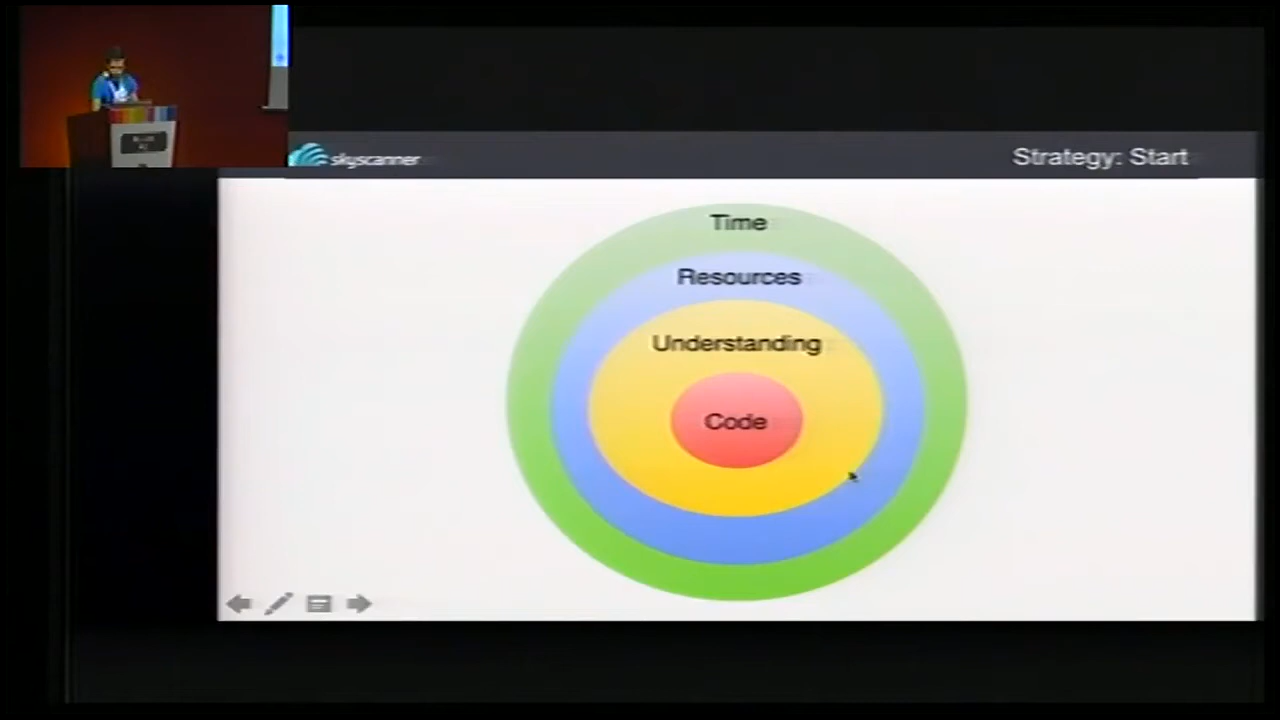 skyscanner
Strategy: Start
Time
Resources
Understanding
Code